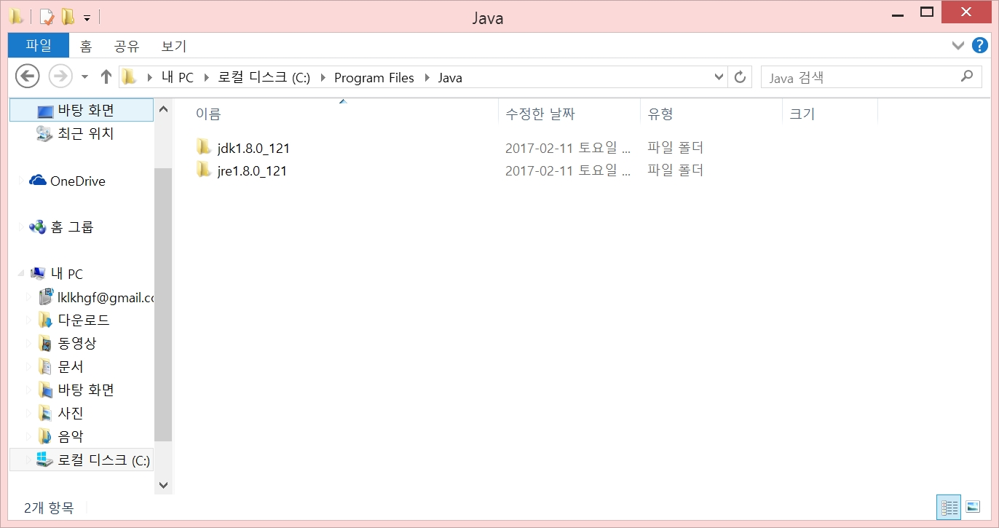 Java
파일 홈 공유 보기
내 PC 로컬 디스크 (C:) Program Files Java Java 검색
바탕 화면
최근 위치
OneDrive
홈 그룹
내 PC
lklkhgf@gmail.co
다운로드
동영상
문서
바탕 화면
사진
음악
로컬 디스크 (C:)
이름 수정한 날짜 유형 크기
jdk1.8.0_121 2017-02-11 토요일 ... 파일 폴더
jre1.8.0_121 2017-02-11 토요일 ... 파일 폴더
2개 항목